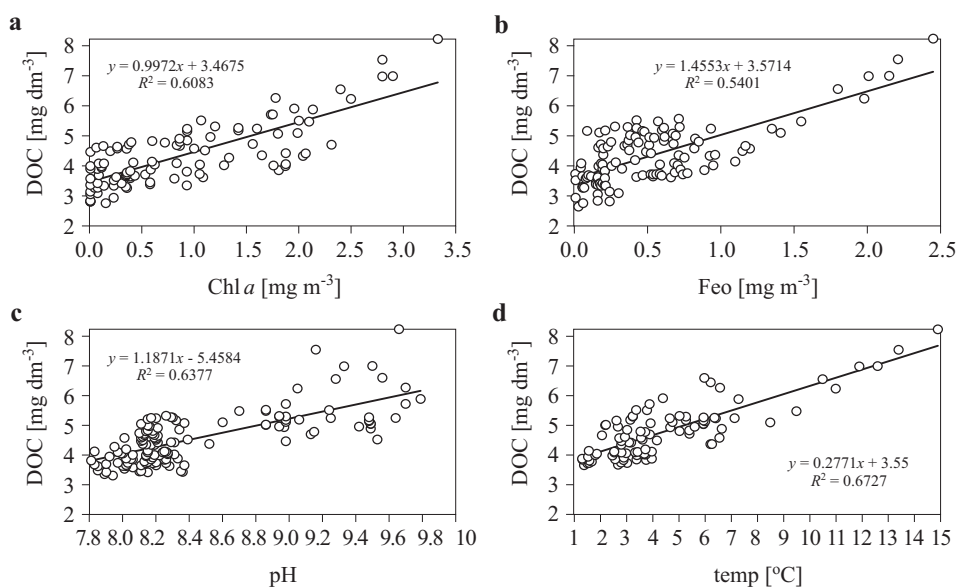 a
8
7
6
5
4
3
2
DOC [mg dm-3]
y = 0.9972x + 3.4675
R2 = 0.6083
0.0 0.5 1.0 1.5 2.0 2.5 3.0 3.5
Chl a [mg m-3]
b
8
7
6
5
4
3
2
DOC [mg dm-3]
y = 1.4553x + 3.5714
R2 = 0.5401
0.0 0.5 1.0 1.5 2.0 2.5
Feo [mg m-3]
c
8
7
6
5
4
3
2
DOC [mg dm-3]
y = 1.1871x - 5.4584
R2 = 0.6377
7.8 8.0 8.2 8.4 8.6 8.8 9.0 9.2 9.4 9.6 9.8 10
pH
d
8
7
6
5
4
3
2
DOC [mg dm-3]
y = 0.2771x + 3.55
R2 = 0.6727
1 2 3 4 5 6 7 8 9 10 11 12 13 14 15
temp [ºC]